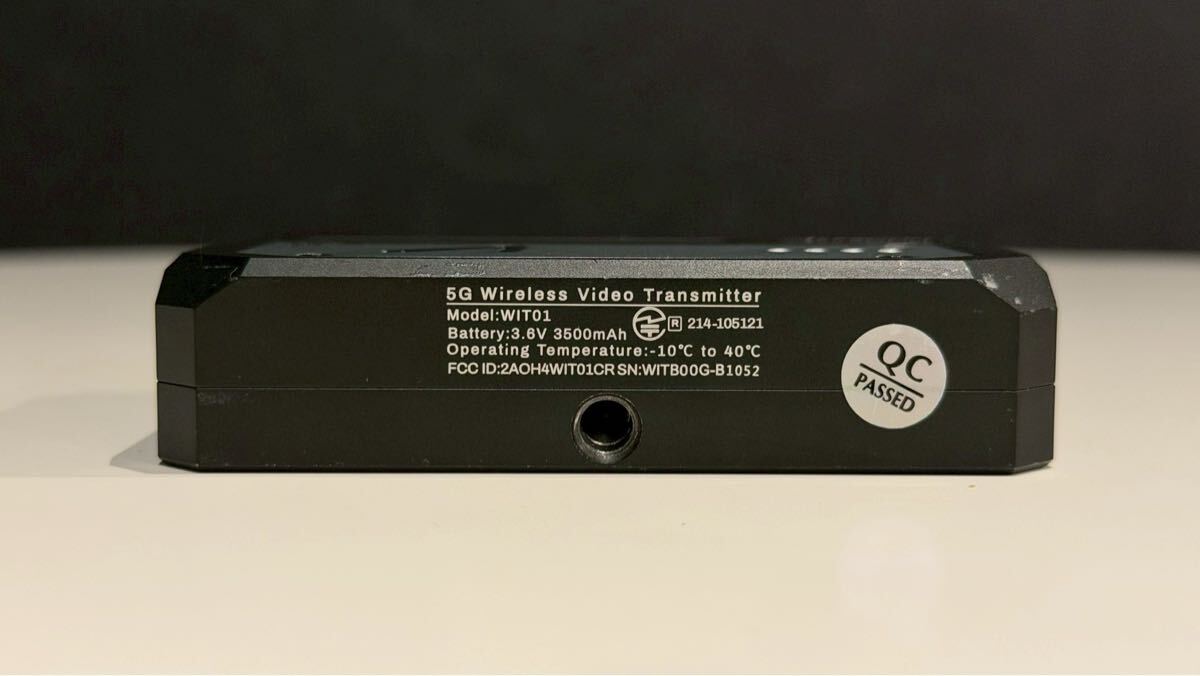 5G Wireless Video Transmitter
Model:WIT01
Battery:3.6V 3500mAh
R 214-105121
Operating Temperature:-10℃ to 40℃
FCC ID:2AOH4WIT01CR SN:WITB00G-B1052
QC
PASSED